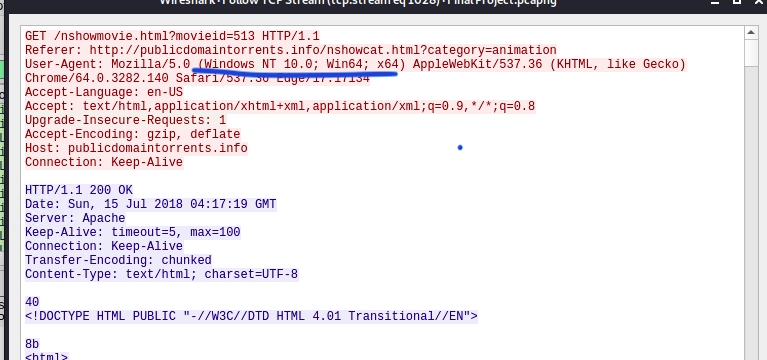 Wireshark · Follow TCP Stream (tcp.stream eq 1028) · Final Project.pcapng
GET /nshowmovie.html?movieid=513 HTTP/1.1
Referer: http://publicdomaintorrents.info/nshowcat.html?category=animation
User-Agent: Mozilla/5.0 (Windows NT 10.0; Win64; x64) AppleWebKit/537.36 (KHTML, like Gecko)
Chrome/64.0.3282.140 Safari/537.36 Edge/17.17134
Accept-Language: en-US
Accept: text/html,application/xhtml+xml,application/xml;q=0.9,*/*;q=0.8
Upgrade-Insecure-Requests: 1
Accept-Encoding: gzip, deflate
Host: publicdomaintorrents.info
Connection: Keep-Alive
HTTP/1.1 200 OK
Date: Sun, 15 Jul 2018 04:17:19 GMT
Server: Apache
Keep-Alive: timeout=5, max=100
Connection: Keep-Alive
Transfer-Encoding: chunked
Content-Type: text/html; charset=UTF-8
40
<!DOCTYPE HTML PUBLIC "-//W3C//DTD HTML 4.01 Transitional//EN">
8b
<html>